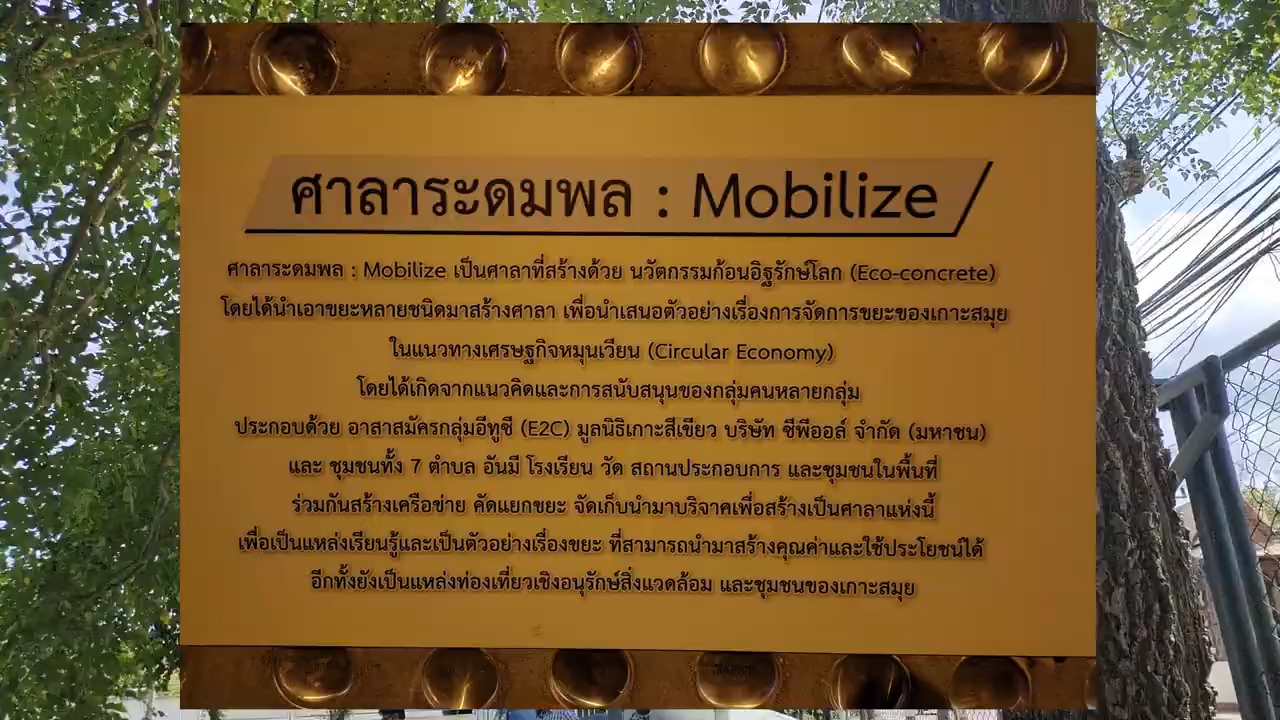 ศาลาระดมพล : Mobilize
ศาลาระดมพล : Mobilize เป็นศาลาที่สร้างด้วย นวัตกรรมก้อนอิฐรักษ์โลก (Eco-concrete)
โดยได้นำเอาขยะหลายชนิดมาสร้างศาลา เพื่อนำเสนอตัวอย่างเรื่องการจัดการขยะของเกาะสมุย
ในแนวทางเศรษฐกิจหมุนเวียน (Circular Economy)
โดยได้เกิดจากแนวคิดและการสนับสนุนของกลุ่มคนหลายกลุ่ม
ประกอบด้วย อาสาสมัครกลุ่มอีทูซี (E2C) มูลนิธิเกาะสีเขียว บริษัท ซีพีออล์ จำกัด (มหาชน)
และ ชุมชนทั้ง 7 ตำบล อันมี โรงเรียน วัด สถานประกอบการ และชุมชนในพื้นที่
ร่วมกันสร้างเครือข่าย คัดแยกขยะ จัดเก็บนำมาบริจาคเพื่อสร้างเป็นศาลาแห่งนี้
เพื่อเป็นแหล่งเรียนรู้และเป็นตัวอย่างเรื่องขยะ ที่สามารถนำมาสร้างคุณค่าและใช้ประโยชน์ได้
อีกทั้งยังเป็นแหล่งท่องเที่ยวเชิงอนุรักษ์สิ่งแวดล้อม และชุมชนของเกาะสมุย